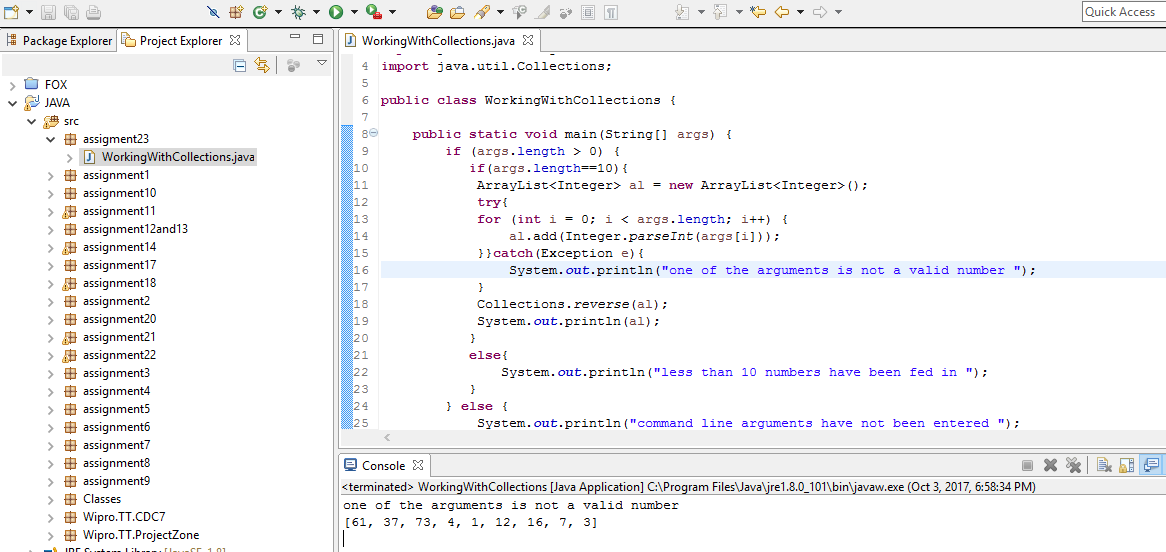 Quick Access
Package Explorer
Project Explorer
FOX
JAVA
src
assigment23
WorkingWithCollections.java
assignment1
assignment10
assignment11
assignment12and13
assignment14
assignment17
assignment18
assignment2
assignment20
assignment21
assignment22
assignment3
assignment4
assignment5
assignment6
assignment7
assignment8
assignment9
Classes
Wipro.TT.CDC7
Wipro.TT.ProjectZone
JRE System Library [JavaSE-1.8]
WorkingWithCollections.java
4 import java.util.Collections;
5
6 public class WorkingWithCollections {
7
8 public static void main(String[] args) {
9 if (args.length > 0) {
10 if(args.length==10){
11 ArrayList<Integer> al = new ArrayList<Integer>();
12 try{
13 for (int i = 0; i < args.length; i++) {
14 al.add(Integer.parseInt(args[i]));
15 }}catch(Exception e){
16 System.out.println("one of the arguments is not a valid number ");
17 }
18 Collections.reverse(al);
19 System.out.println(al);
20 }
21 else{
22 System.out.println("less than 10 numbers have been fed in ");
23 }
24 } else {
25 System.out.println("command line arguments have not been entered ");
Console
<terminated> WorkingWithCollections [Java Application] C:\Program Files\Java\jre1.8.0_101\bin\javaw.exe (Oct 3, 2017, 6:58:34 PM)
one of the arguments is not a valid number
[61, 37, 73, 4, 1, 12, 16, 7, 3]